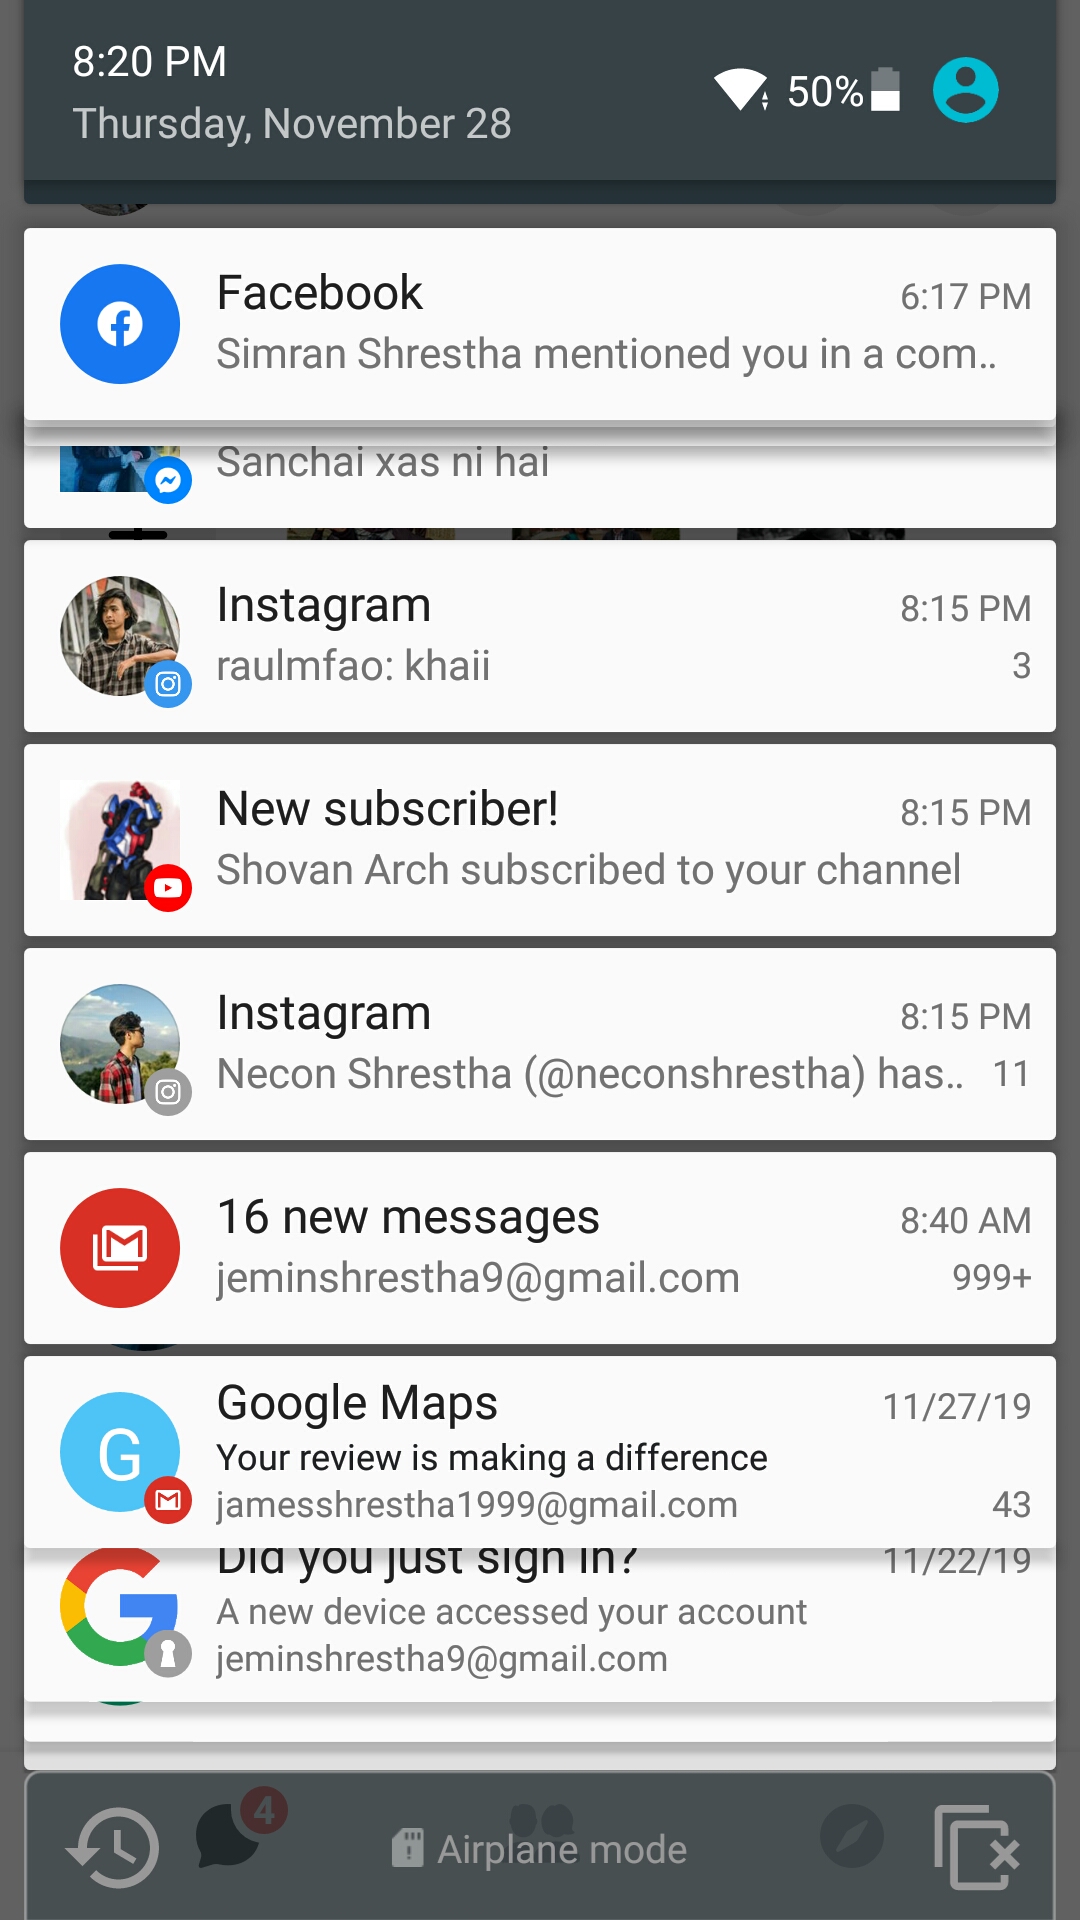 8:20 PM
50%
Thursday, November 28
Facebook
6:17 PM
Simran Shrestha mentioned you in a com..
Sanchai xas ni hai
Instagram
8:15 PM
raulmfao: khaii
3
New subscriber!
8:15 PM
Shovan Arch subscribed to your channel
Instagram
8:15 PM
Necon Shrestha (@neconshrestha) has..
11
16 new messages
8:40 AM
jeminshrestha9@gmail.com
999+
G
Google Maps
11/27/19
Your review is making a difference
jamesshrestha1999@gmail.com
43
Did you just sign in?
11/22/19
A new device accessed your account
jeminshrestha9@gmail.com
4
Airplane mode